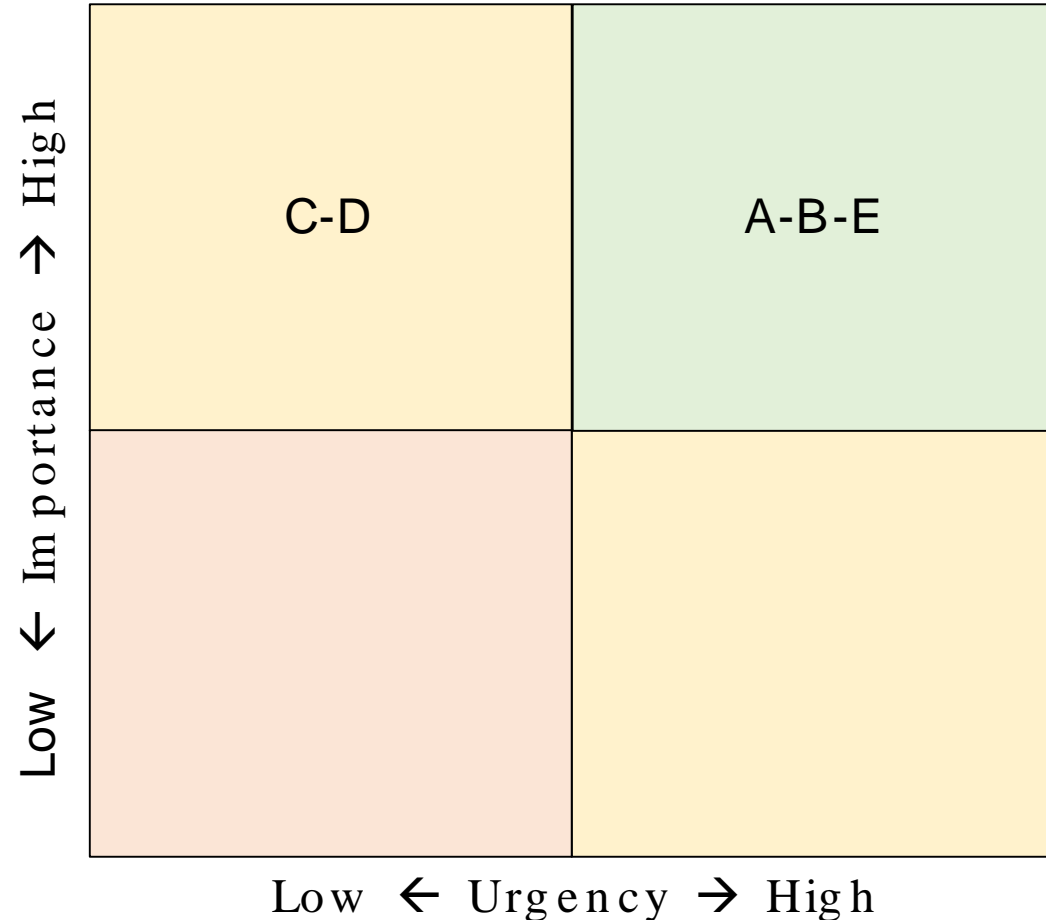 Low ← Importance → High
C-D
A-B-E
Low ← Urgency → High